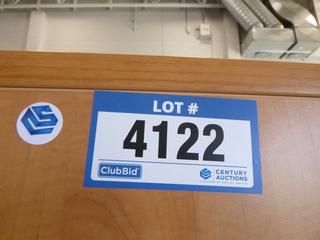 LOT #
4122
ClubBid
CENTURY
AUCTIONS